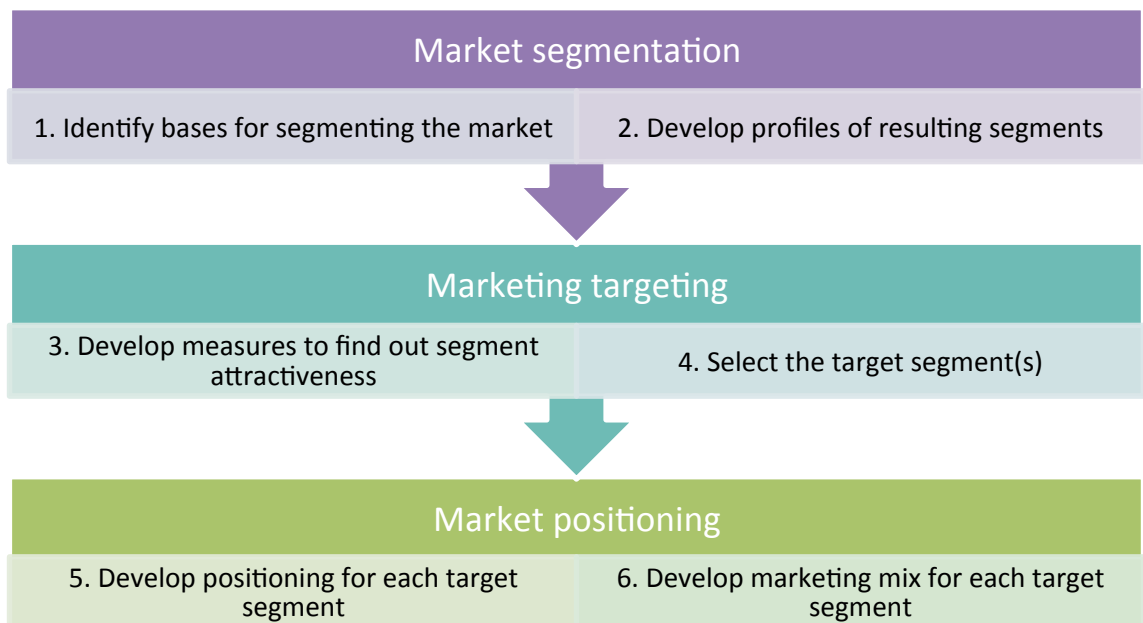 Market segmentation
1. Identify bases for segmenting the market
2. Develop profiles of resulting segments
Marketing targeting
3. Develop measures to find out segment
attractiveness
4. Select the target segment(s)
Market positioning
5. Develop positioning for each target
segment
6. Develop marketing mix for each target
segment